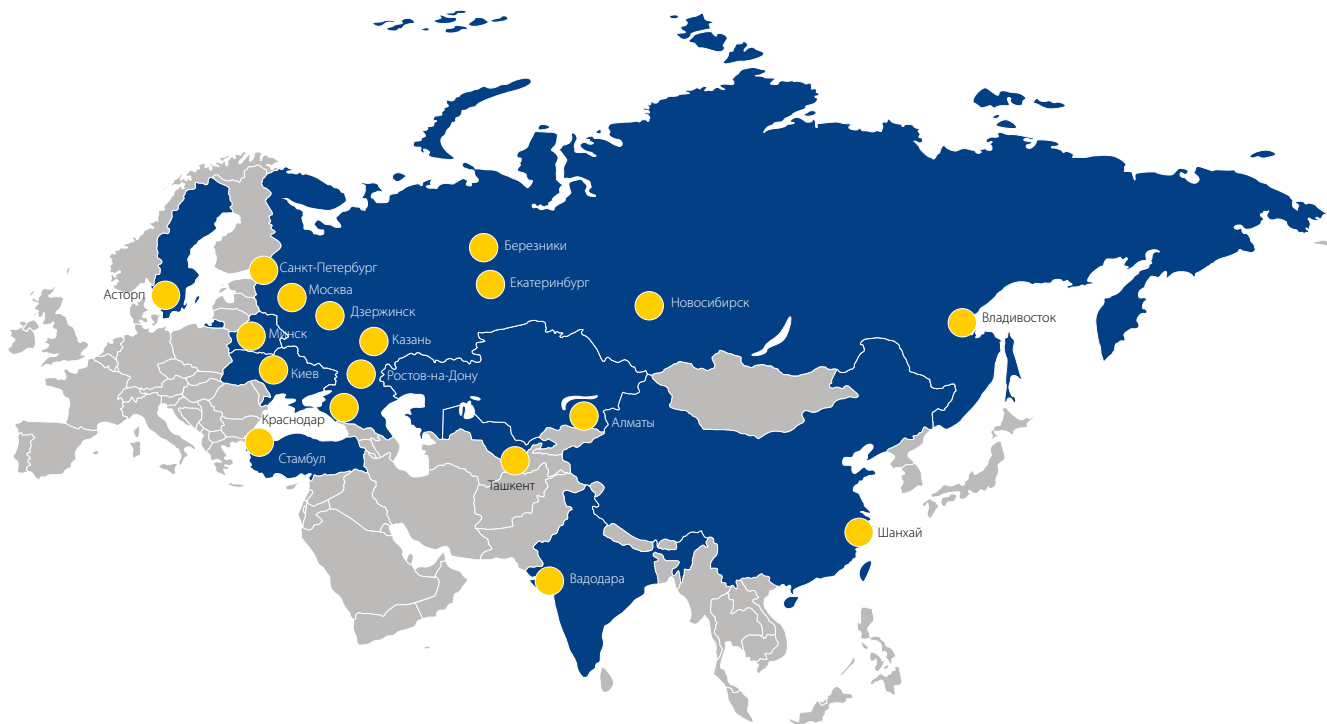 Березники
Санкт-Петербург
Екатеринбург
Асторп
Москва
Новосибирск
Дзержинск
Владивосток
Минск
Казань
Киев
Ростов-на-Дону
Краснодар
Алматы
Стамбул
Ташкент
Шанхай
Вадодара